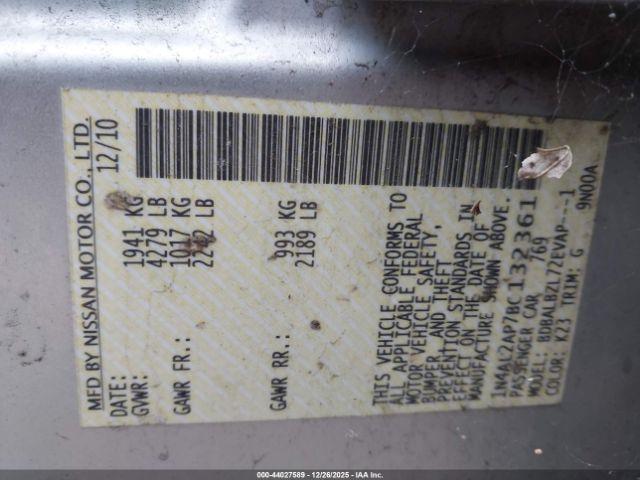 MFD BY NISSAN MOTOR CO., LTD.
DATE: 12/10
GVWR: 1941 KG
4279 LB
GAWR FR.: 1017 KG
2242 LB
GAWR RR.: 993 KG
2189 LB
THIS VEHICLE CONFORMS TO
ALL APPLICABLE FEDERAL
MOTOR VEHICLE SAFETY,
BUMPER, AND THEFT
PREVENTION STANDARDS IN
EFFECT ON THE DATE OF
MANUFACTURE SHOWN ABOVE.
1N4AL2AP7BC132361
PASSENGER CAR 769
MODEL: BDBALBZL72EVAP---1
COLOR: K23 TRIM: G 9N00A
000-44027589 - 12/26/2025 - IAA Inc.